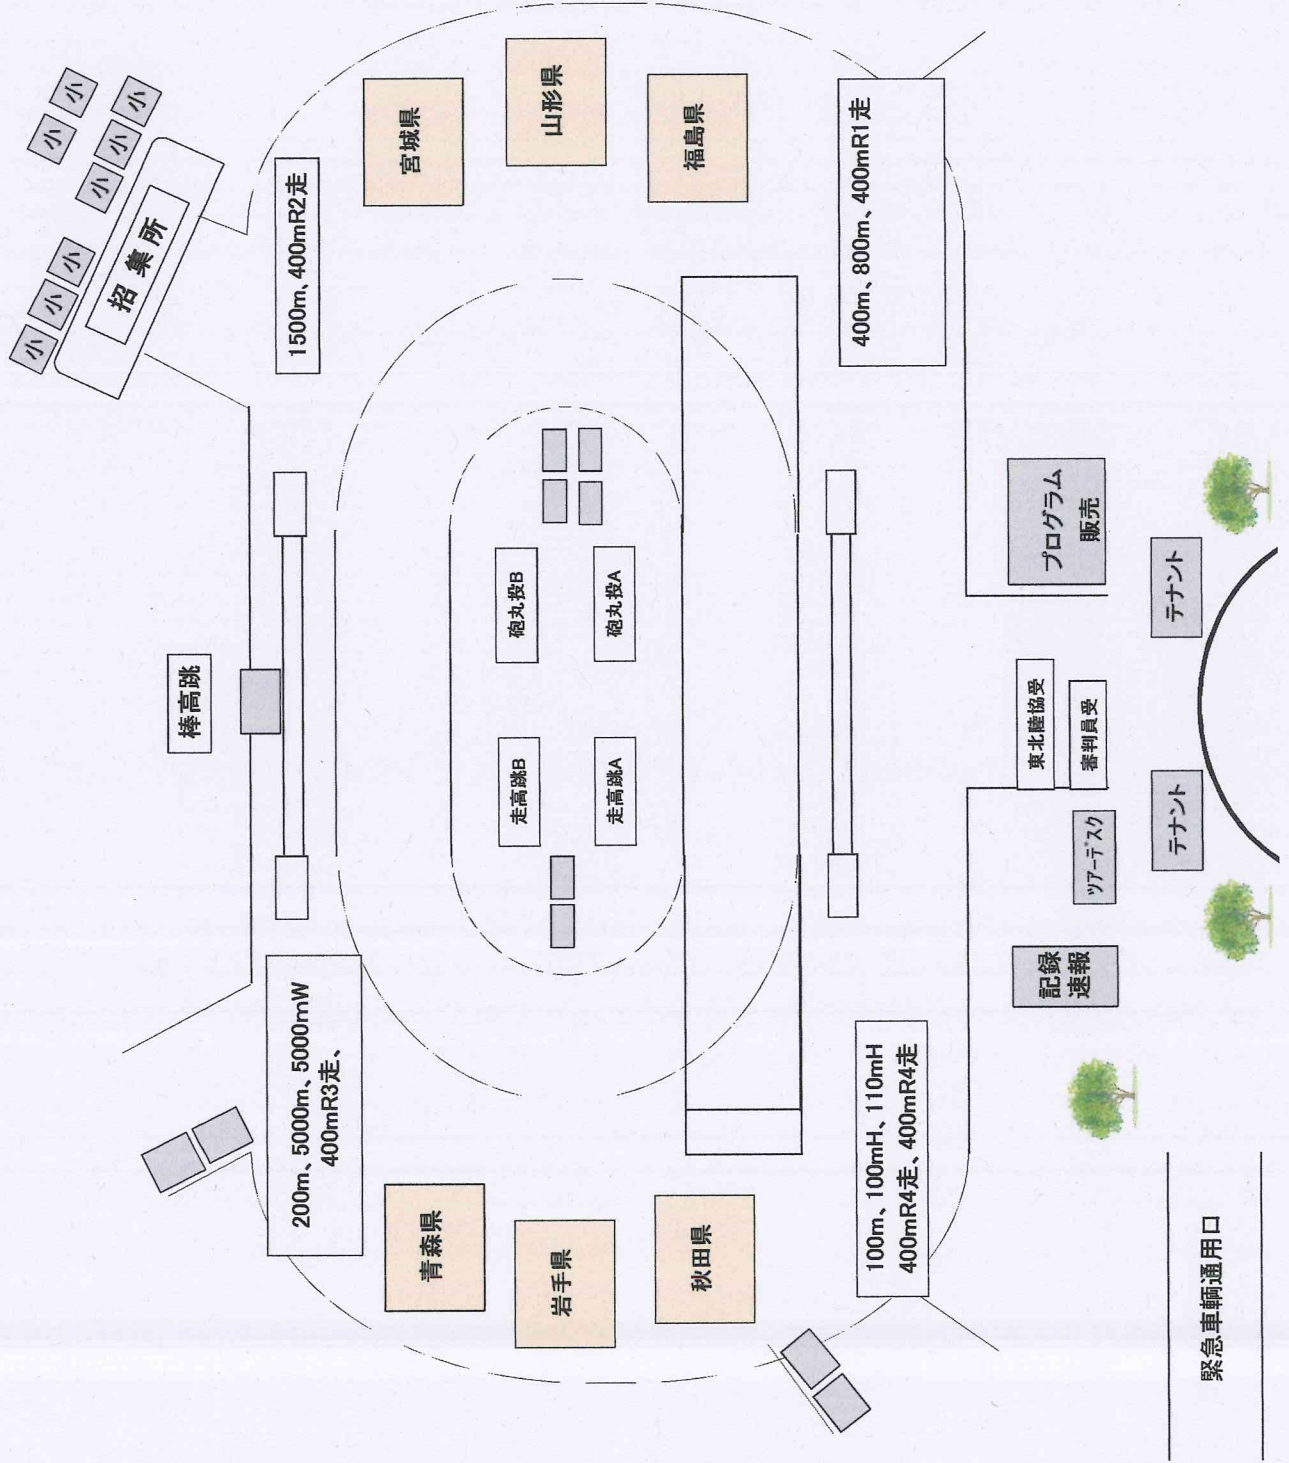 小
小
小
小
小
小
小
小
招集所
棒高跳
200m、5000m、5000mW
400mR3走、
1500m、400mR2走
青森県
宮城県
岩手県
山形県
走高跳B
砲丸投B
走高跳A
砲丸投A
秋田県
福島県
100m、100mH、110mH
400mR4走、400mR4走
400m、800m、400mR1走
記録
速報
東北陸協受
プログラム
販売
ツアーデスク
審判員受
テナント
テナント
緊急車輌通用口